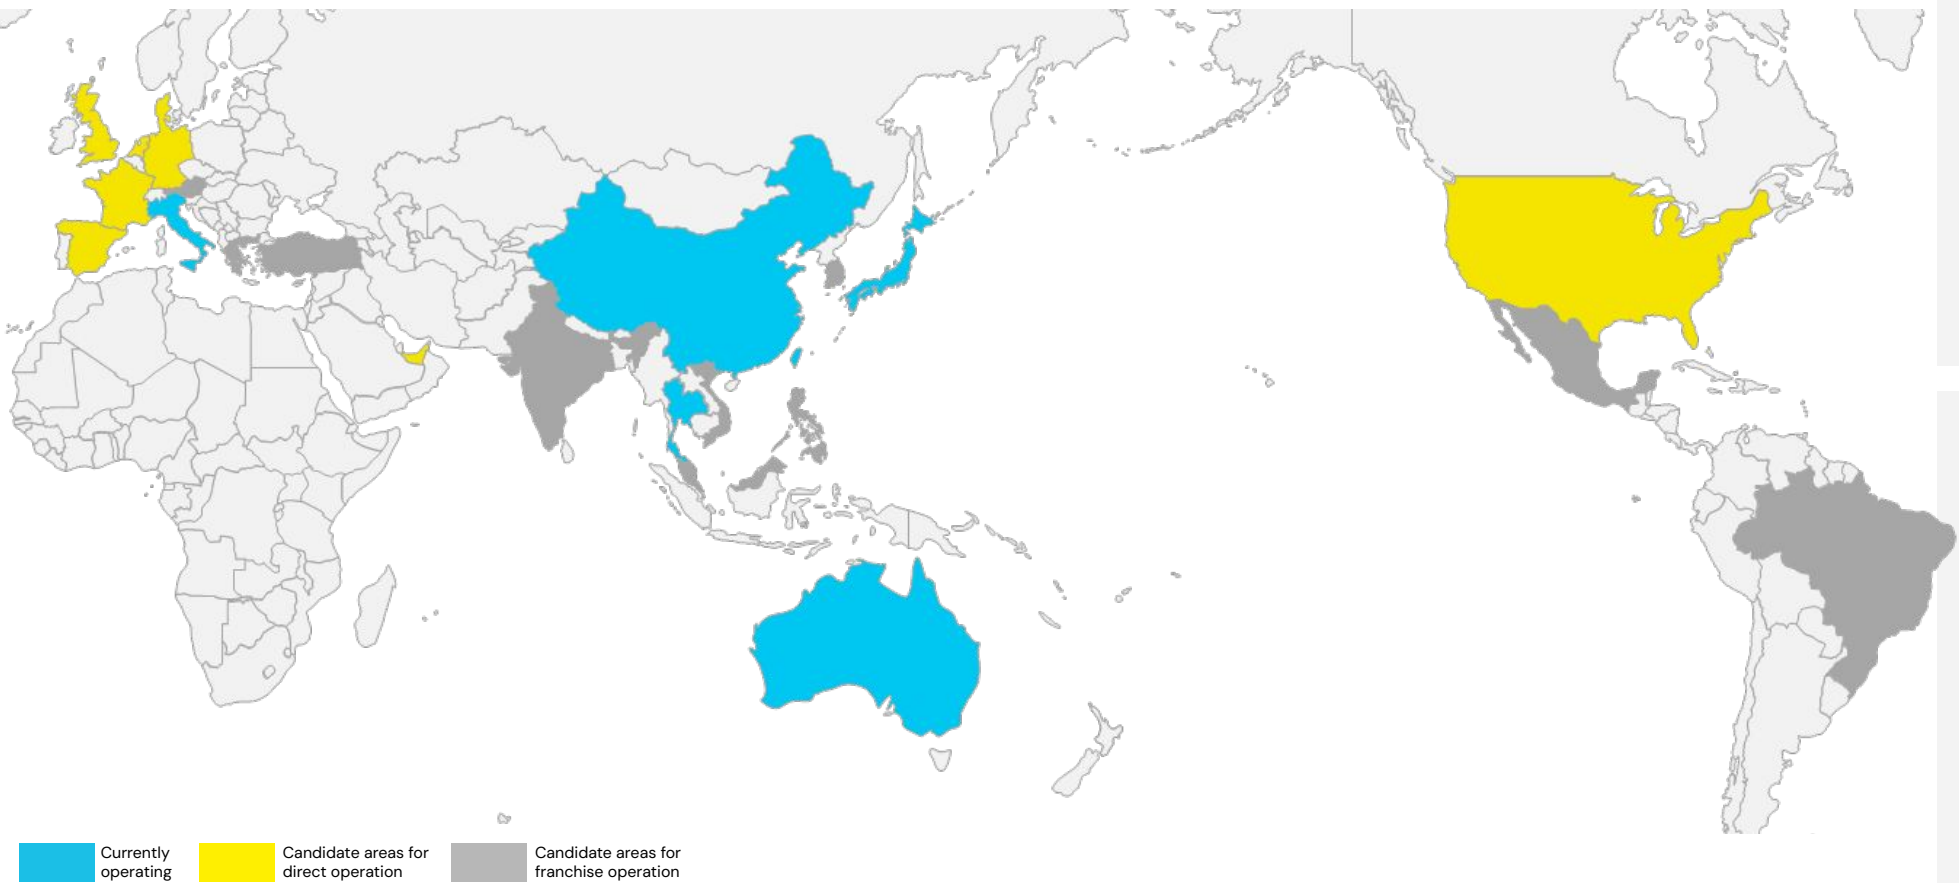 Currently
operating
Candidate areas for
direct operation
Candidate areas for
franchise operation